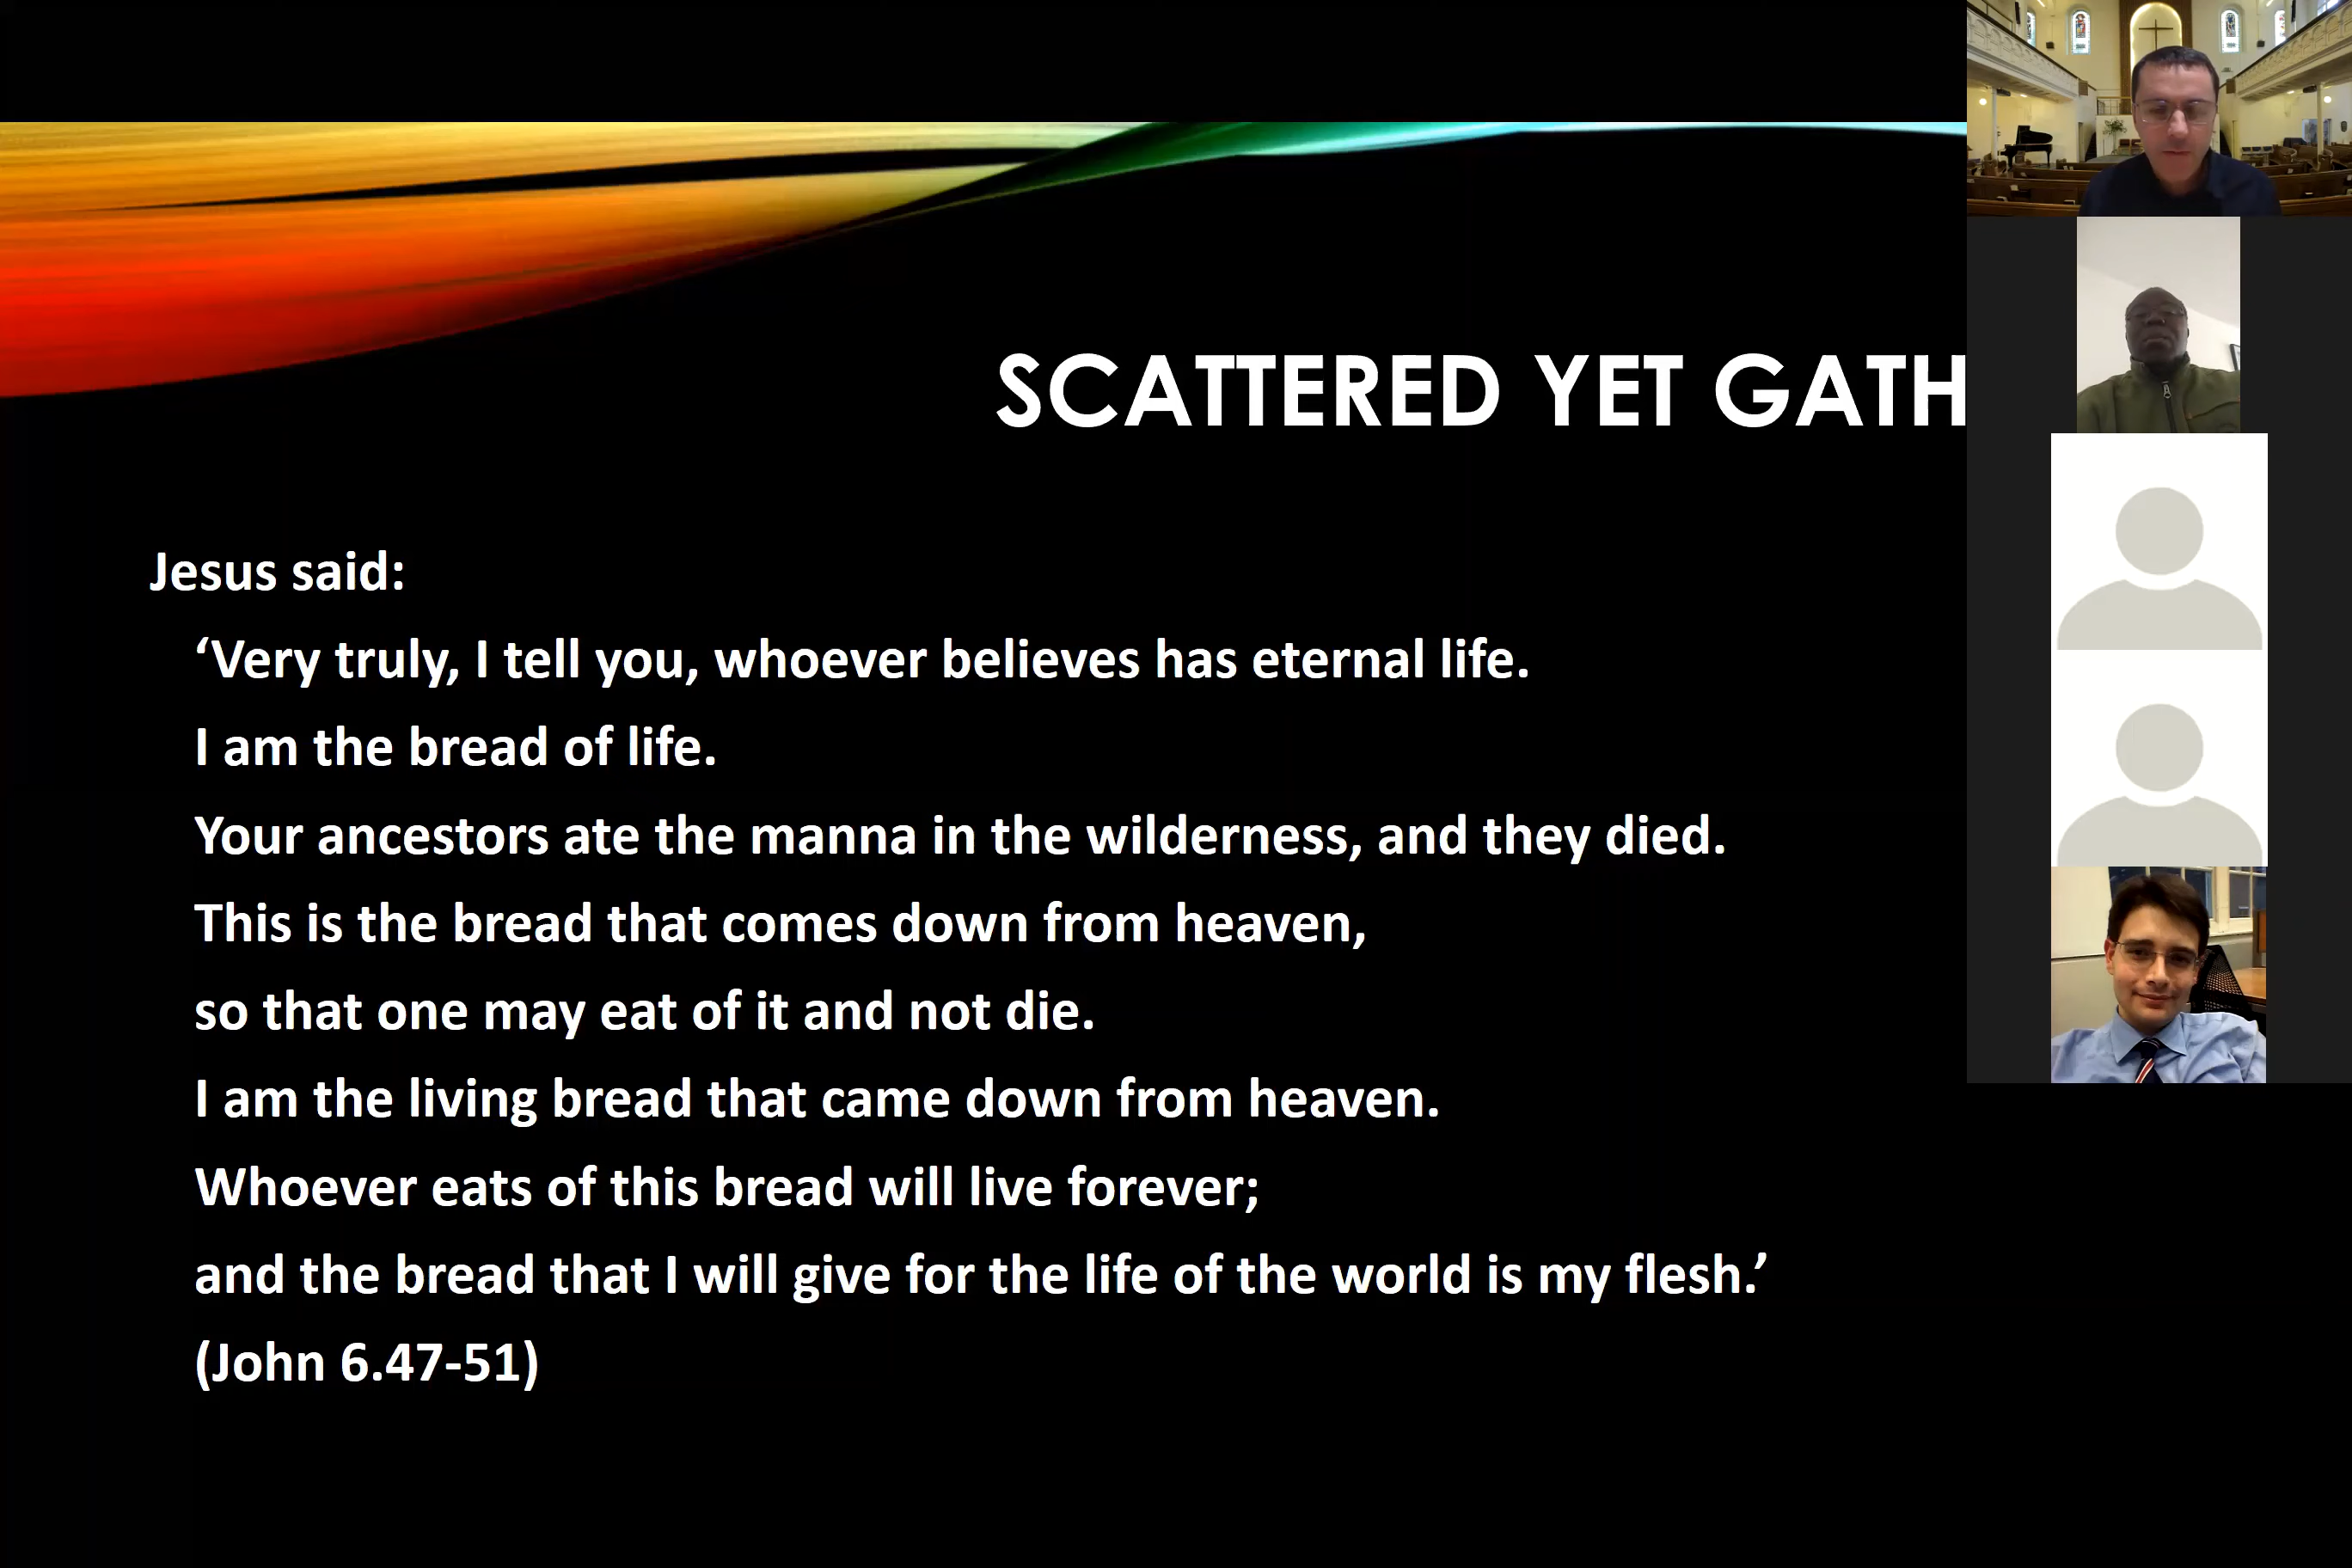 SCATTERED YET GATH
Jesus said:
‘Very truly, I tell you, whoever believes has eternal life.
I am the bread of life.
Your ancestors ate the manna in the wilderness, and they died.
This is the bread that comes down from heaven,
so that one may eat of it and not die.
I am the living bread that came down from heaven.
Whoever eats of this bread will live forever;
and the bread that I will give for the life of the world is my flesh.’
(John 6.47-51)